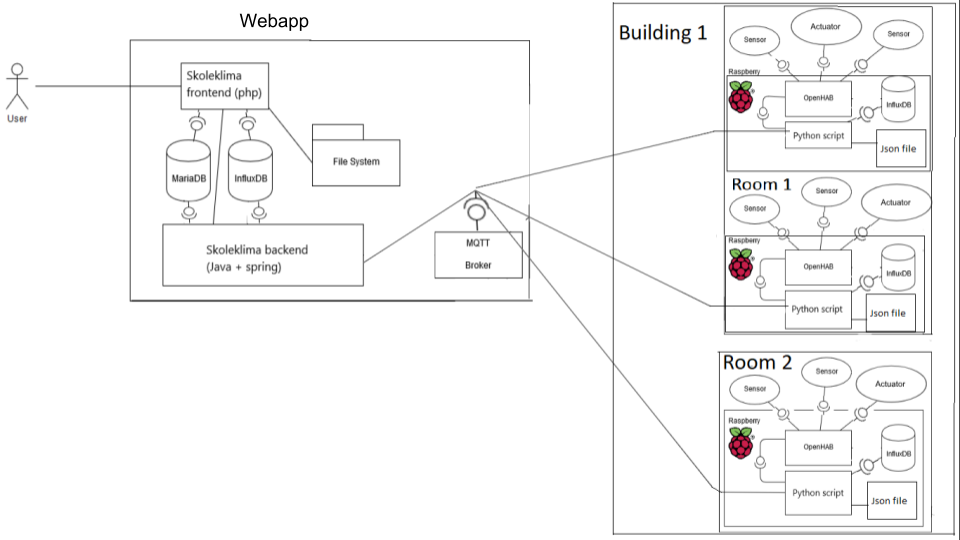 Webapp
User
Skoleklima
frontend (php)
MariaDB
InfluxDB
File System
Skoleklima backend
(Java + spring)
MQTT
Broker
Building 1
Sensor
Actuator
Sensor
Raspberry
OpenHAB
InfluxDB
Python script
Json file
Room 1
Sensor
Sensor
Actuator
Raspberry
OpenHAB
InfluxDB
Python script
Json file
Room 2
Sensor
Sensor
Actuator
Raspberry
OpenHAB
InfluxDB
Python script
Json file